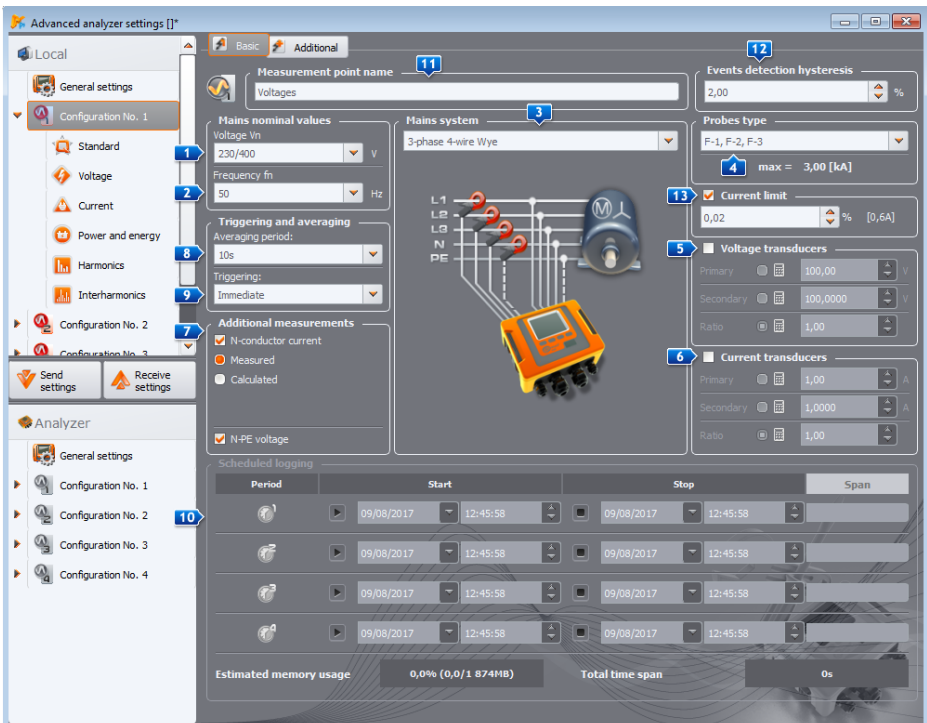 Advanced analyzer settings []*
Local
General settings
Configuration No. 1
Standard
Voltage
Current
Power and energy
Harmonics
Interharmonics
Configuration No. 2
Configuration No. 3
Send settings
Receive settings
Analyzer
General settings
Configuration No. 1
Configuration No. 2
Configuration No. 3
Configuration No. 4
Basic
Additional
11
Measurement point name
Voltages
12
Events detection hysteresis
2,00 %
Mains nominal values
Voltage Vn
1
230/400 V
Frequency fn
2
50 Hz
3
Mains system
3-phase 4-wire Wye
L1
L2
L3
N
PE
M
Probes type
F-1, F-2, F-3
4
max = 3,00 [kA]
13
Current limit
0,02 % [0,6A]
Triggering and averaging
Averaging period:
8
10s
Triggering:
9
Immediate
5
Voltage transducers
Primary 100,00 V
Secondary 100,0000 V
Ratio 1,00
7
Additional measurements
N-conductor current
Measured
Calculated
N-PE voltage
6
Current transducers
Primary 1,00 A
Secondary 1,0000 A
Ratio 1,00
Scheduled logging
Period Start Stop Span
10
1 09/08/2017 12:45:58 09/08/2017 12:45:58
2 09/08/2017 12:45:58 09/08/2017 12:45:58
3 09/08/2017 12:45:58 09/08/2017 12:45:58
4 09/08/2017 12:45:58 09/08/2017 12:45:58
Estimated memory usage 0,0% (0,0/1 874MB) Total time span 0s